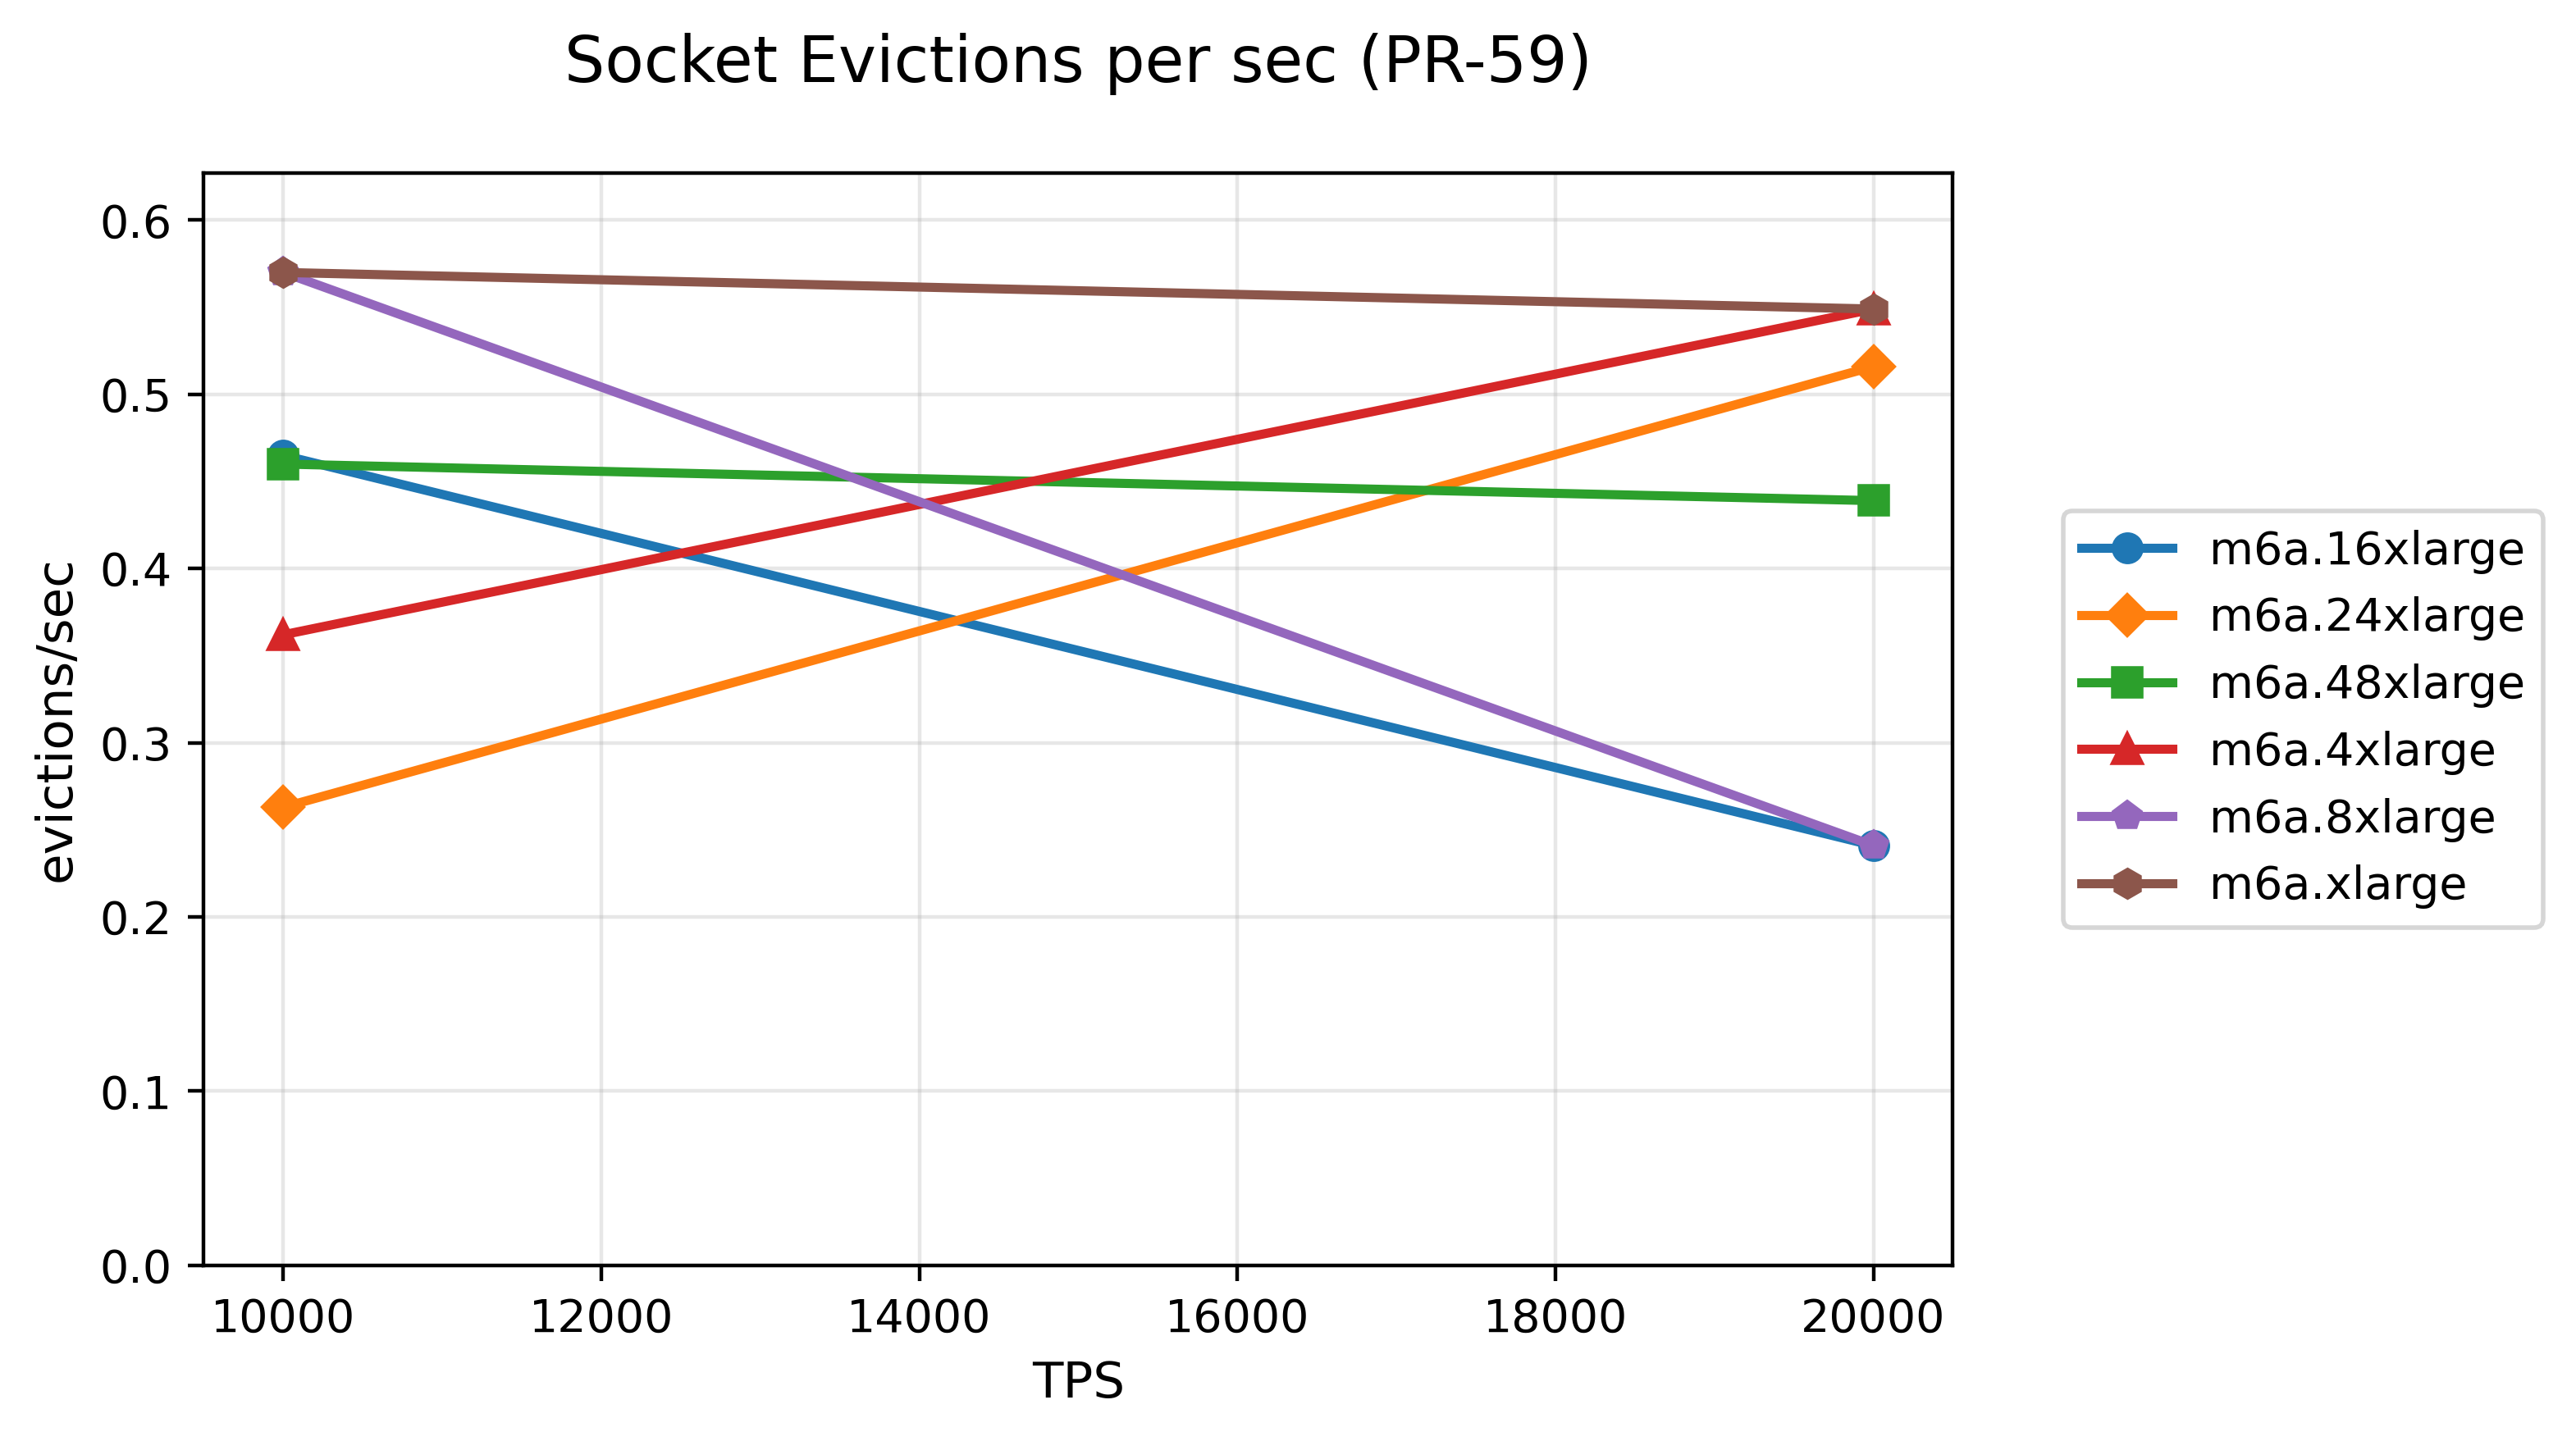 Socket Evictions per sec (PR-59)
evictions/sec
0.6
0.5
0.4
0.3
0.2
0.1
0.0
10000 12000 14000 16000 18000 20000
TPS
m6a.16xlarge
m6a.24xlarge
m6a.48xlarge
m6a.4xlarge
m6a.8xlarge
m6a.xlarge